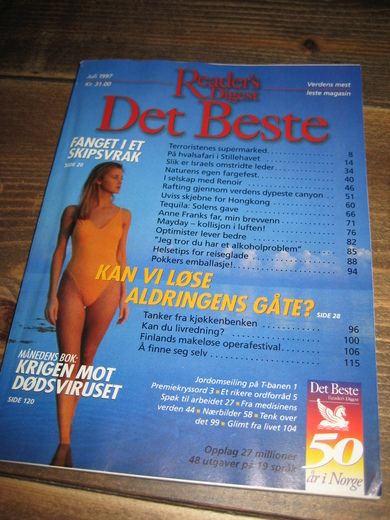 Juli 1997
Kr. 31.00
Reader's
Digest
Verdens mest
leste magasin
Det Beste
FANGET I ET
SKIPSVRAK
SIDE 20
Terroristenes supermarked 8
På hvalsafari i Stillehavet 14
Slik er Israels omstridte leder 34
Naturens egen fargefest 40
I selskap med Renoir 46
Rafting gjennom verdens dypeste canyon 51
Uviss skjebne for Hongkong 60
Tequila: Solens gave 66
Anne Franks far, min brevvenn 71
Mayday – kollisjon i luften! 76
Optimister lever bedre 82
"Jeg tror du har et alkoholproblem" 85
Helsetips for reiseglade 88
Pokkers emballasje! 94
KAN VI LØSE
ALDRINGENS GÅTE? SIDE 28
Tanker fra kjøkkenbenken 96
Kan du livredning? 100
Finlands makeløse operafestival 106
Å finne seg selv 115
MÅNEDENS BOK:
KRIGEN MOT
DØDSVIRUSET
SIDE 120
Jordomseiling på T-banen 1
Premiekryssord 3 Et rikere ordforråd 5
Spøk til arbeidet 27 Fra medisinens
verden 44 Nærbilder 58 Tenk over
det 99 Glimt fra livet 104
Opplag 27 millioner
48 utgaver på 19 språk
Det Beste
Reader's Digest
50
år i Norge